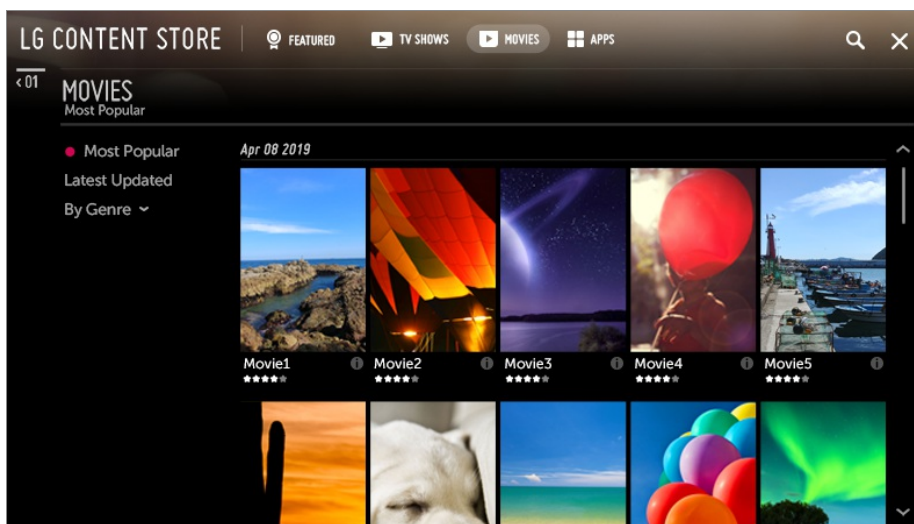 LG CONTENT STORE FEATURED TV SHOWS MOVIES APPS
<01
MOVIES
Most Popular
Most Popular
Latest Updated
By Genre
Apr 08 2019
Movie1 Movie2 Movie3 Movie4 Movie5